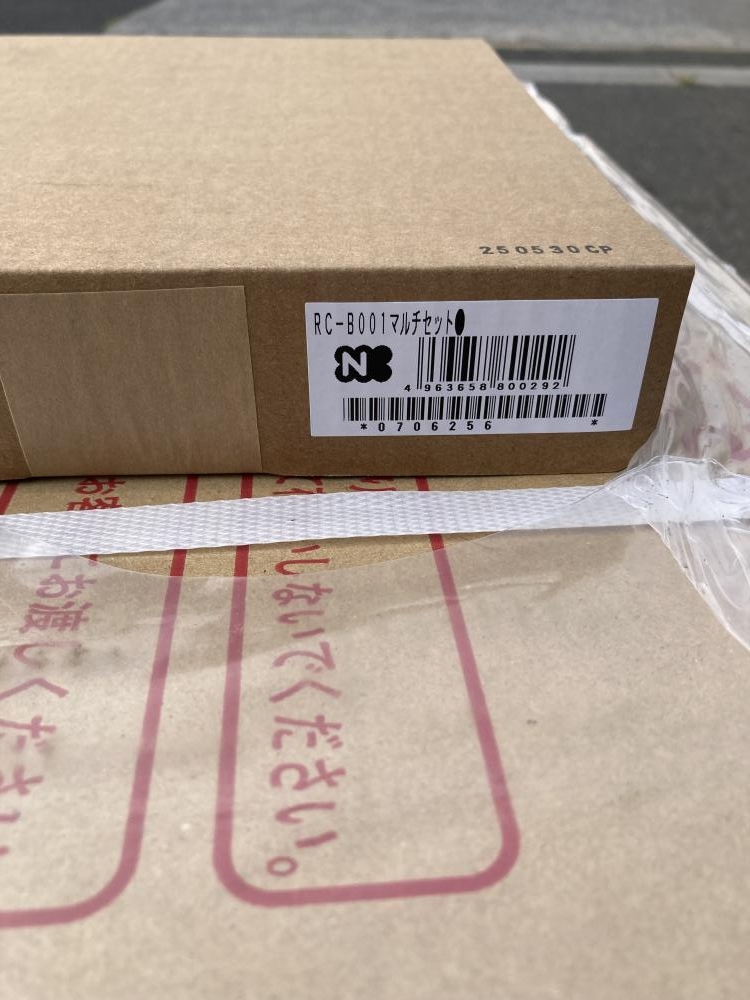 250530CP
RC-B001マルチセット●
N
4 963658 800292
*0706256 *
お渡しください
しないでください。